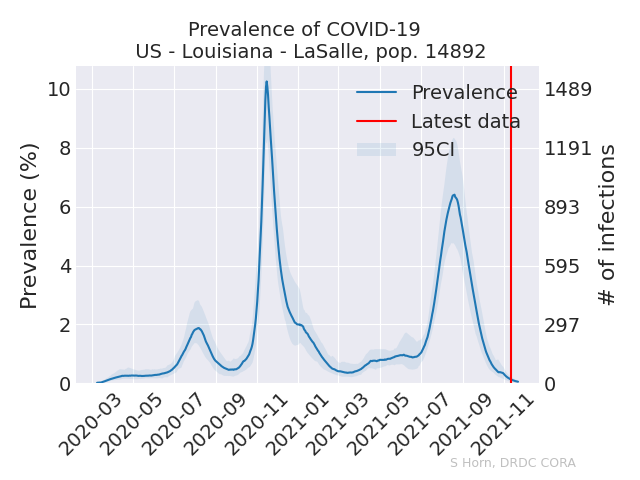 Prevalence of COVID-19
US - Louisiana - LaSalle, pop. 14892
Prevalence (%)
10
8
6
4
2
0
Prevalence
Latest data
95CI
1489
1191
893
595
297
0
# of infections
2020-03
2020-05
2020-07
2020-09
2020-11
2021-01
2021-03
2021-05
2021-07
2021-09
2021-11
S Horn, DRDC CORA